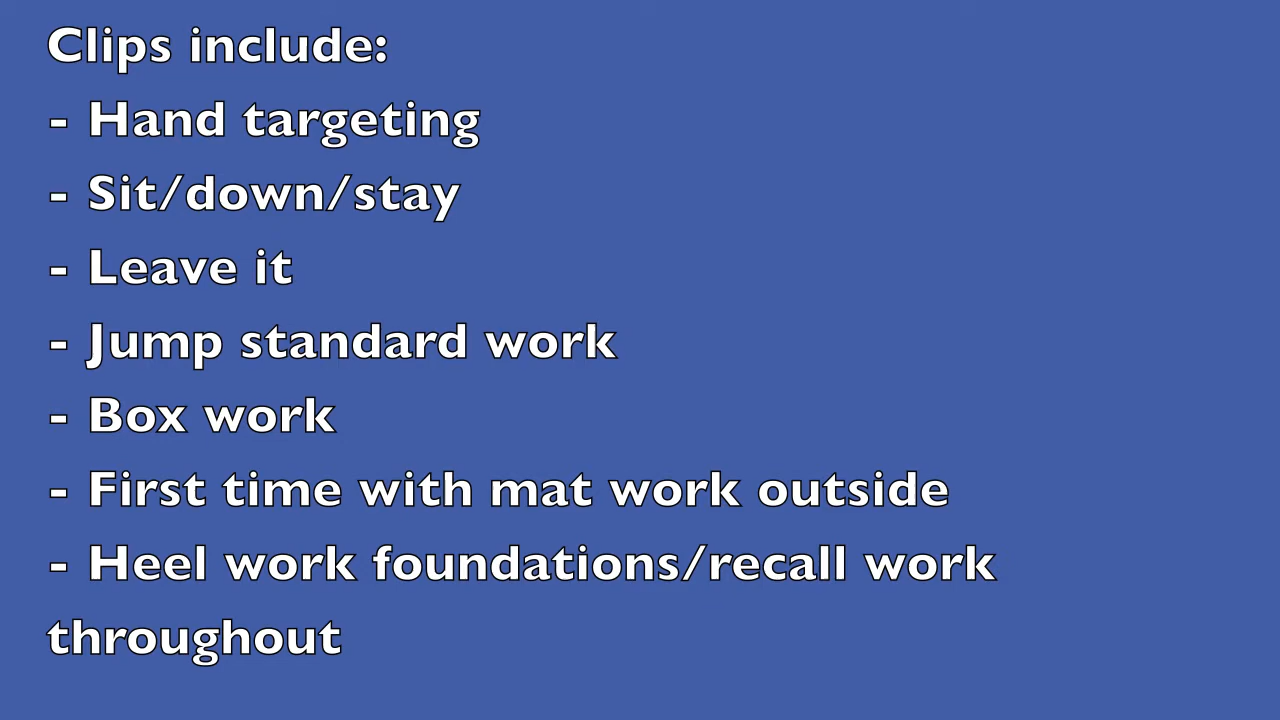 Clips include:
- Hand targeting
- Sit/down/stay
- Leave it
- Jump standard work
- Box work
- First time with mat work outside
- Heel work foundations/recall work
throughout